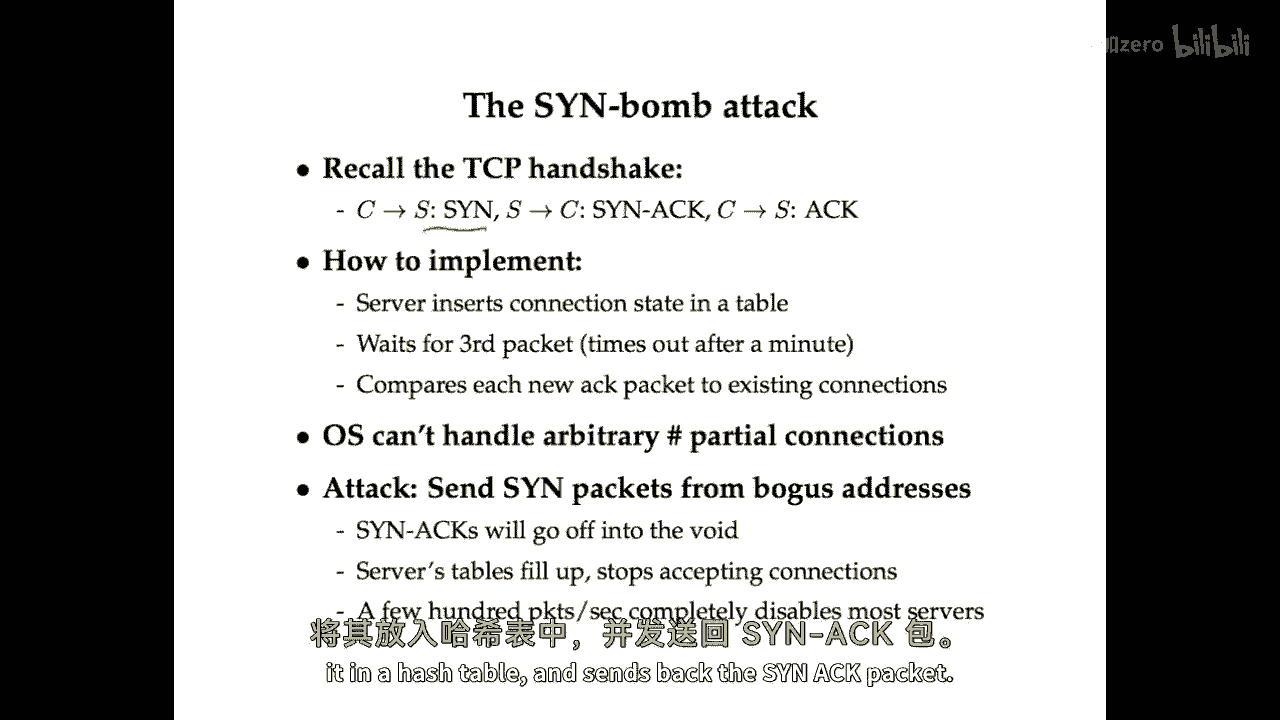 zero bilibili
The SYN-bomb attack
• Recall the TCP handshake:
- C → S: SYN, S → C: SYN-ACK, C → S: ACK
• How to implement:
- Server inserts connection state in a table
- Waits for 3rd packet (times out after a minute)
- Compares each new ack packet to existing connections
• OS can't handle arbitrary # partial connections
• Attack: Send SYN packets from bogus addresses
- SYN-ACKs will go off into the void
- Server's tables fill up, stops accepting connections
- A few hundred pkts/sec completely disables most servers
将其放入哈希表中，并发送回 SYN-ACK 包。
it in a hash table, and sends back the SYN ACK packet.